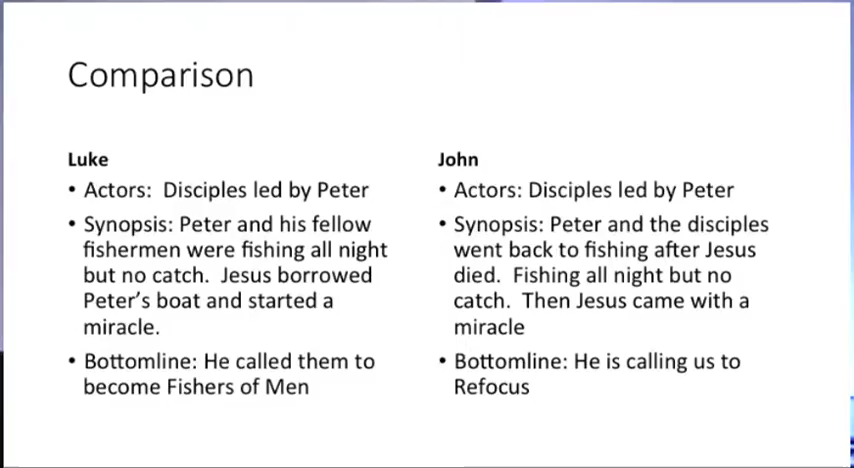 Comparison
Luke
• Actors:  Disciples led by Peter
• Synopsis: Peter and his fellow
fishermen were fishing all night
but no catch.  Jesus borrowed
Peter’s boat and started a
miracle.
• Bottomline: He called them to
become Fishers of Men
John
• Actors: Disciples led by Peter
• Synopsis: Peter and the disciples
went back to fishing after Jesus
died.  Fishing all night but no
catch.  Then Jesus came with a
miracle
• Bottomline: He is calling us to
Refocus